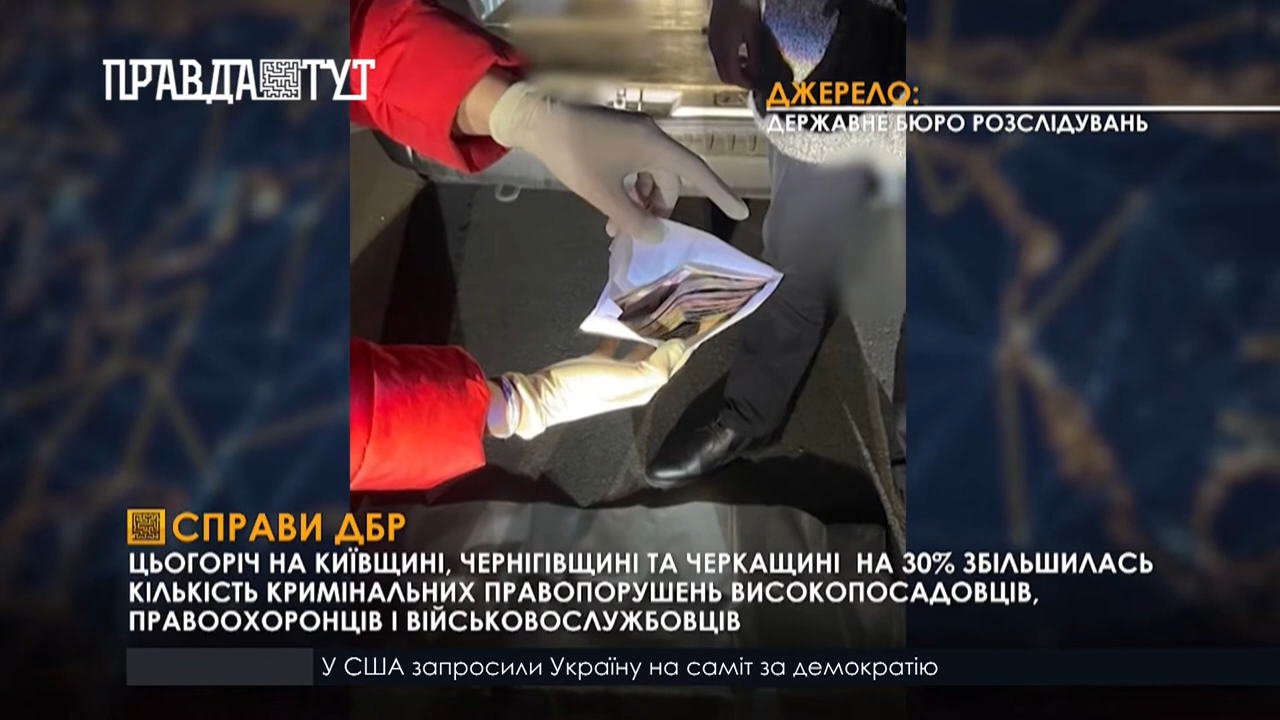 ПРАВДА ТУТ
ДЖЕРЕЛО:
ДЕРЖАВНЕ БЮРО РОЗСЛІДУВАНЬ
СПРАВИ ДБР
ЦЬОГОРІЧ НА КИЇВЩИНІ, ЧЕРНІГІВЩИНІ ТА ЧЕРКАЩИНІ НА 30% ЗБІЛЬШИЛАСЬ
КІЛЬКІСТЬ КРИМІНАЛЬНИХ ПРАВОПОРУШЕНЬ ВИСОКОПОСАДОВЦІВ,
ПРАВООХОРОНЦІВ І ВІЙСЬКОВОСЛУЖБОВЦІВ
У США запросили Україну на саміт за демократію